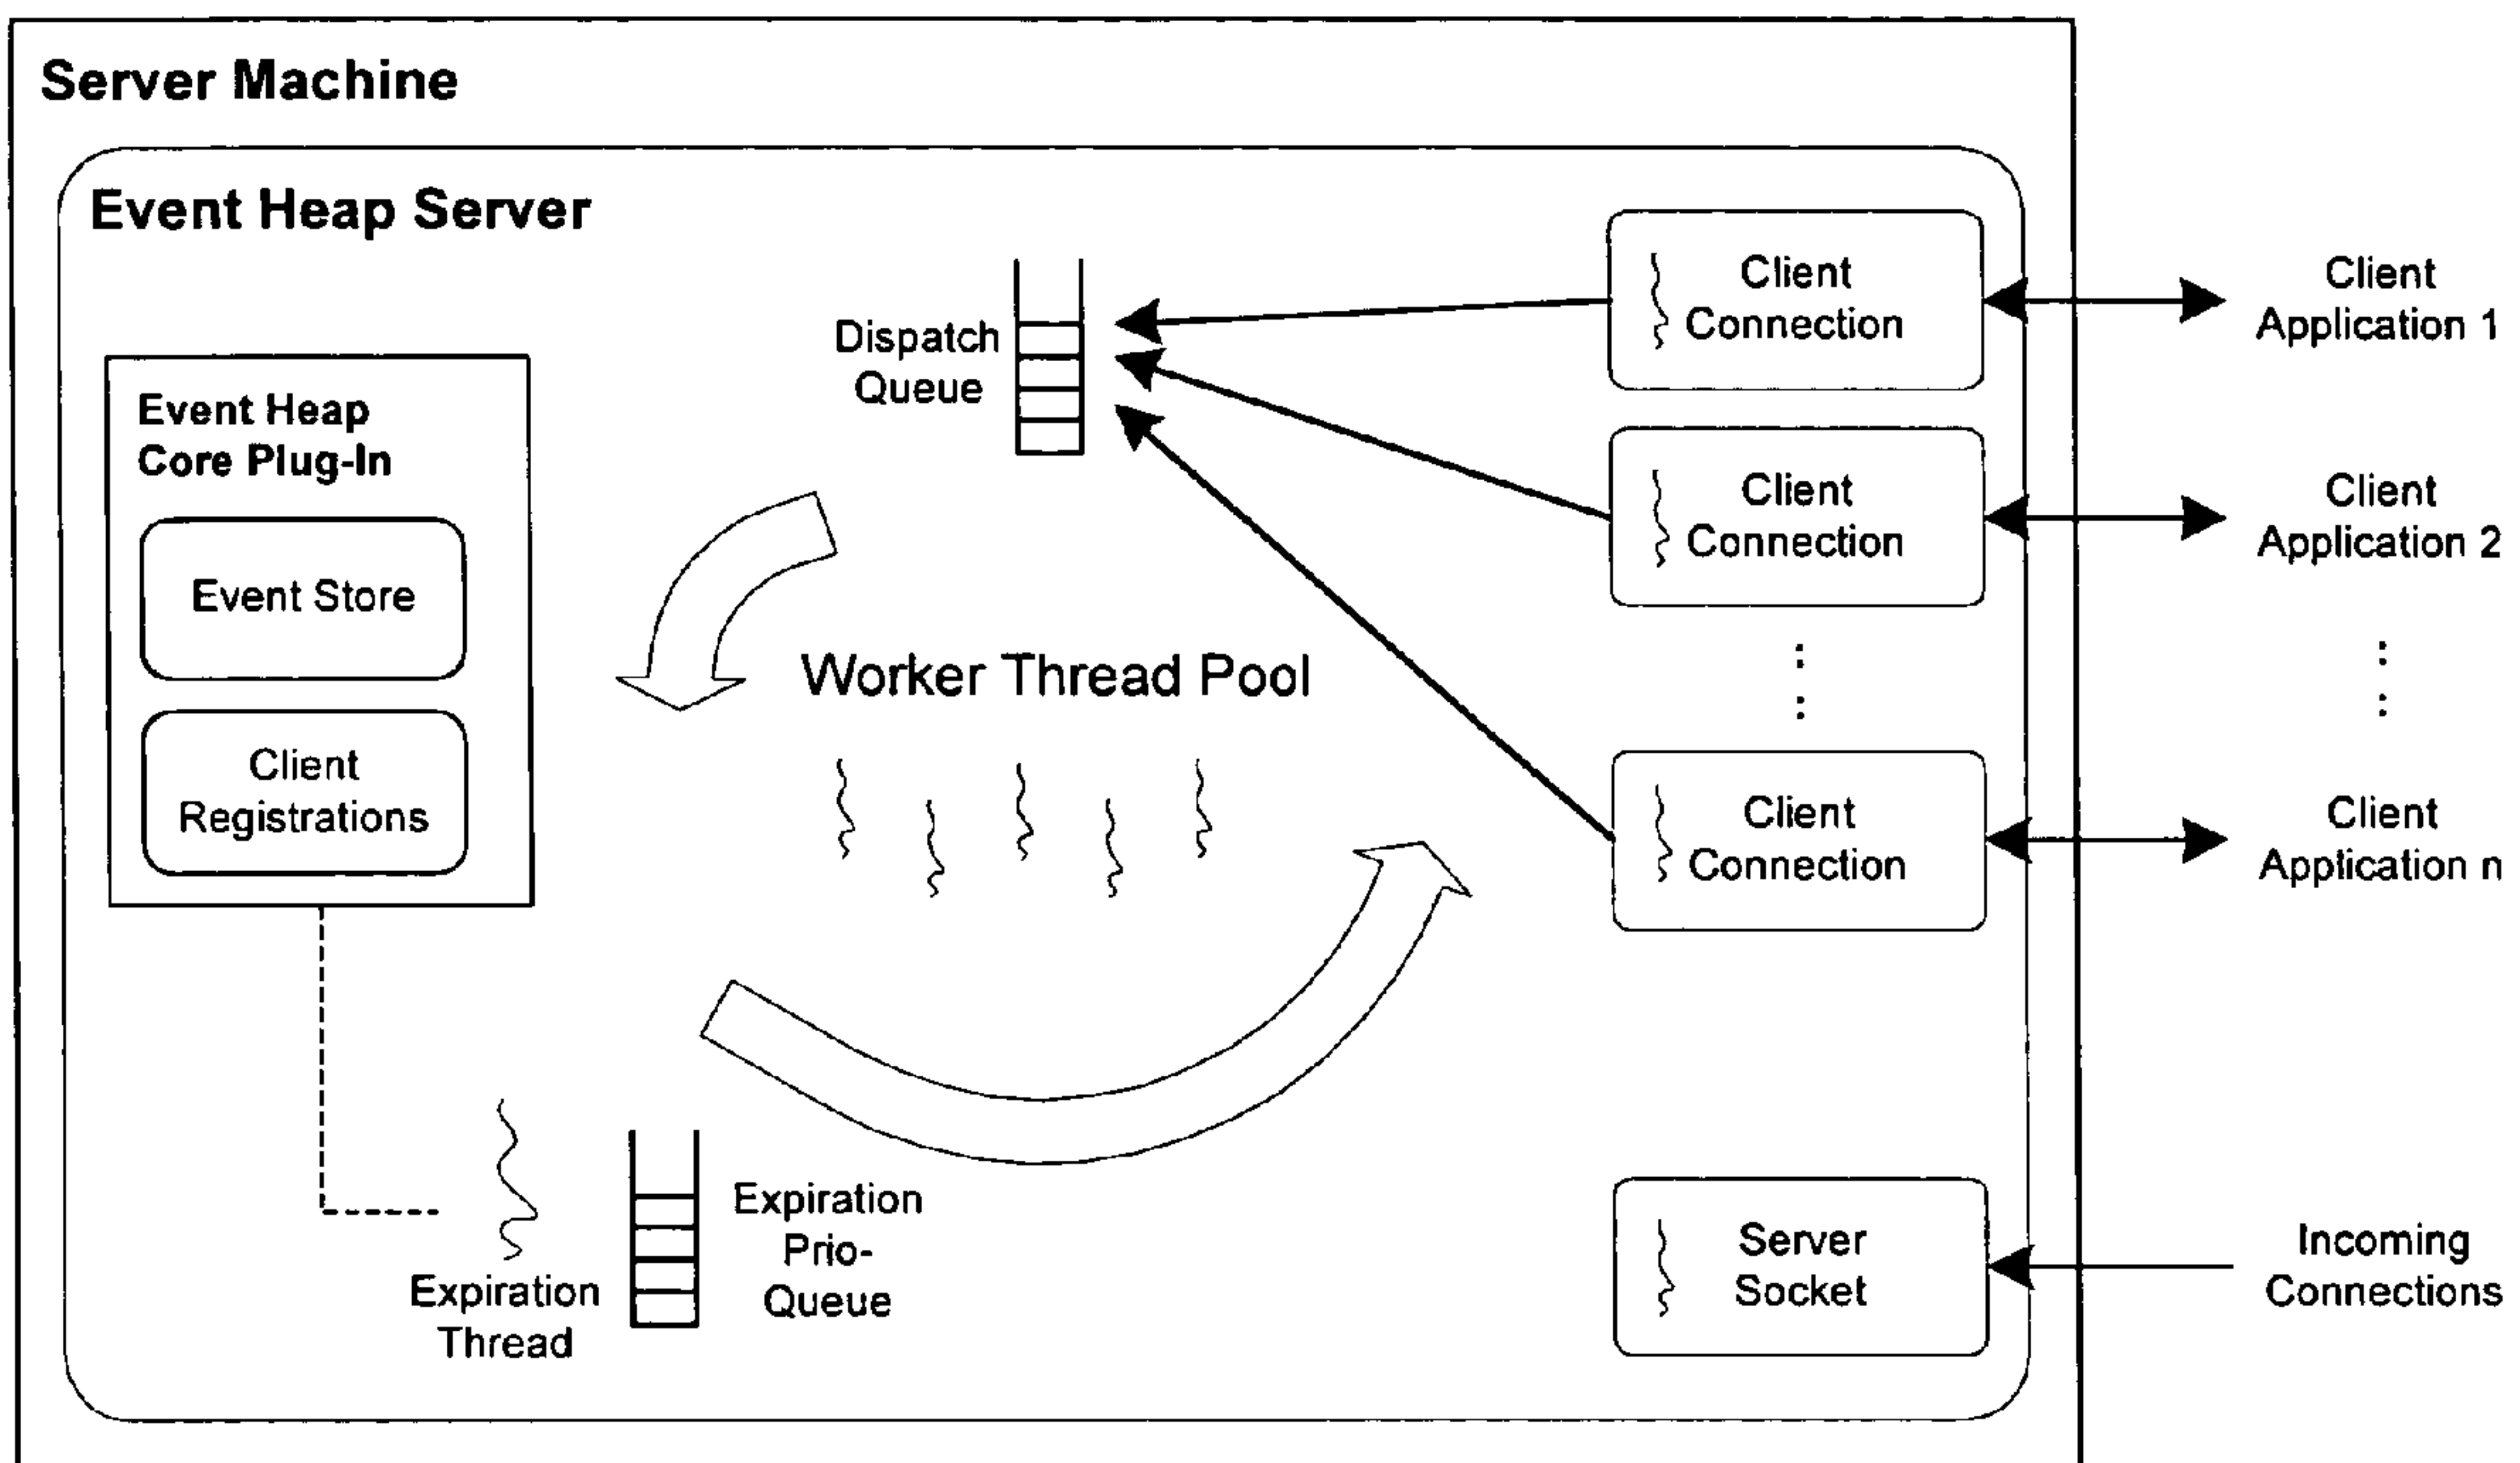 Server Machine
Event Heap Server
Event Heap
Core Plug-In
Event Store
Client
Registrations
Dispatch
Queue
Worker Thread Pool
Expiration
Thread
Expiration
Prio-
Queue
Client
Connection
Client
Connection
:
:
Client
Connection
Server
Socket
Client
Application 1
Client
Application 2
:
:
Client
Application n
Incoming
Connections